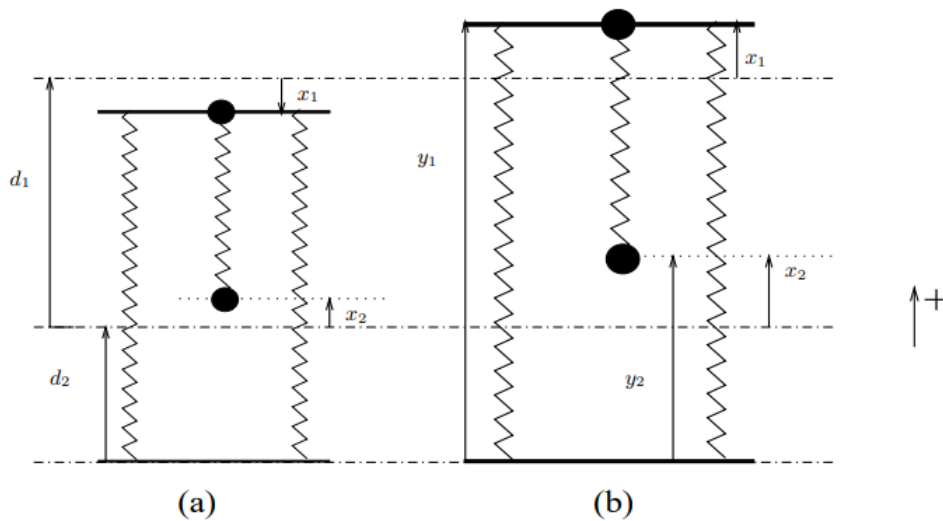 x₁
x₁
d₁
y₁
x₂
x₂
+
d₂
y₂
(a)
(b)